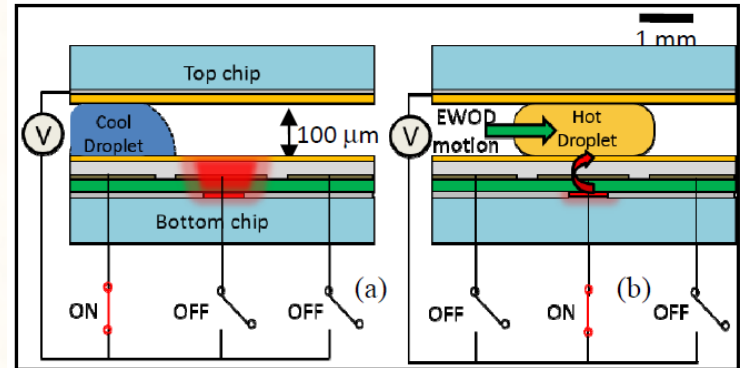 1 mm
Top chip
V
Cool
Droplet
100 μm
Bottom chip
ON
OFF
OFF
(a)
V
EWOD
motion
Hot
Droplet
OFF
ON
(b)
OFF